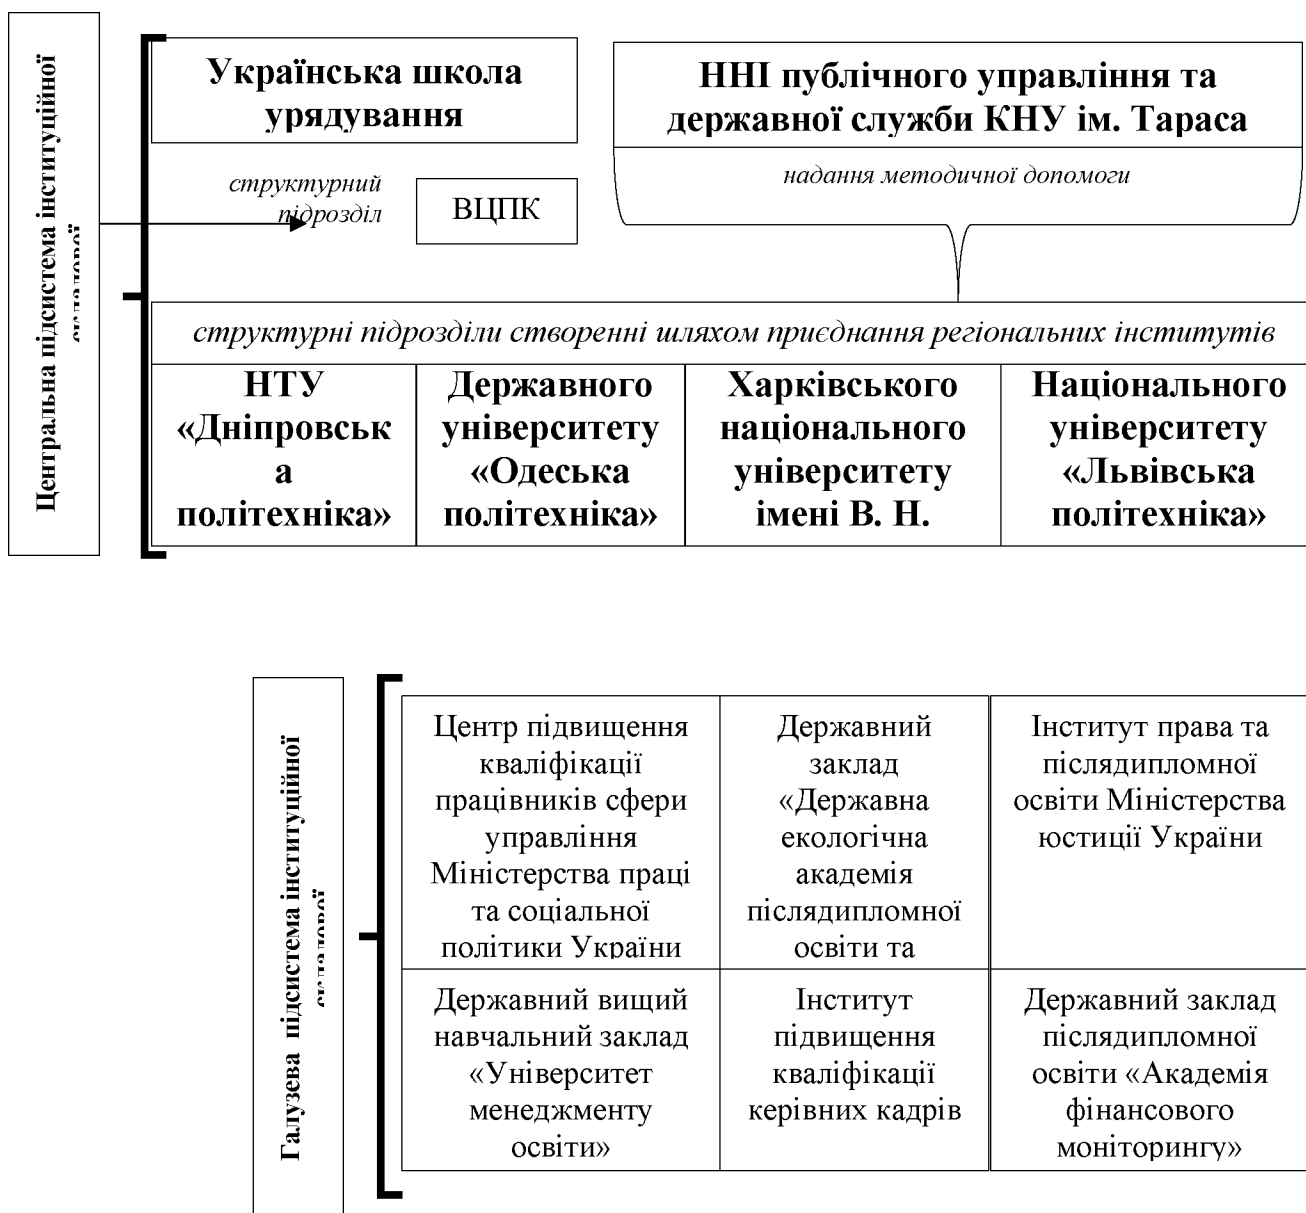 Центральна підсистема інституційної
Українська школа
урядування
ННІ публічного управління та
державної служби КНУ ім. Тараса
структурний
підрозділ
ВЦПК
надання методичної допомоги
структурні підрозділи створенні шляхом приєднання регіональних інститутів
НТУ
«Дніпровськ
а
політехніка»
Державного
університету
«Одеська
політехніка»
Харківського
національного
університету
імені В. Н.
Національного
університету
«Львівська
політехніка»
Галузева підсистема інституційної
Центр підвищення
кваліфікації
працівників сфери
управління
Міністерства праці
та соціальної
політики України
Державний
заклад
«Державна
екологічна
академія
післядипломної
освіти та
Інститут права та
післядипломної
освіти Міністерства
юстиції України
Державний вищий
навчальний заклад
«Університет
менеджменту
освіти»
Інститут
підвищення
кваліфікації
керівних кадрів
Державний заклад
післядипломної
освіти «Академія
фінансового
моніторингу»